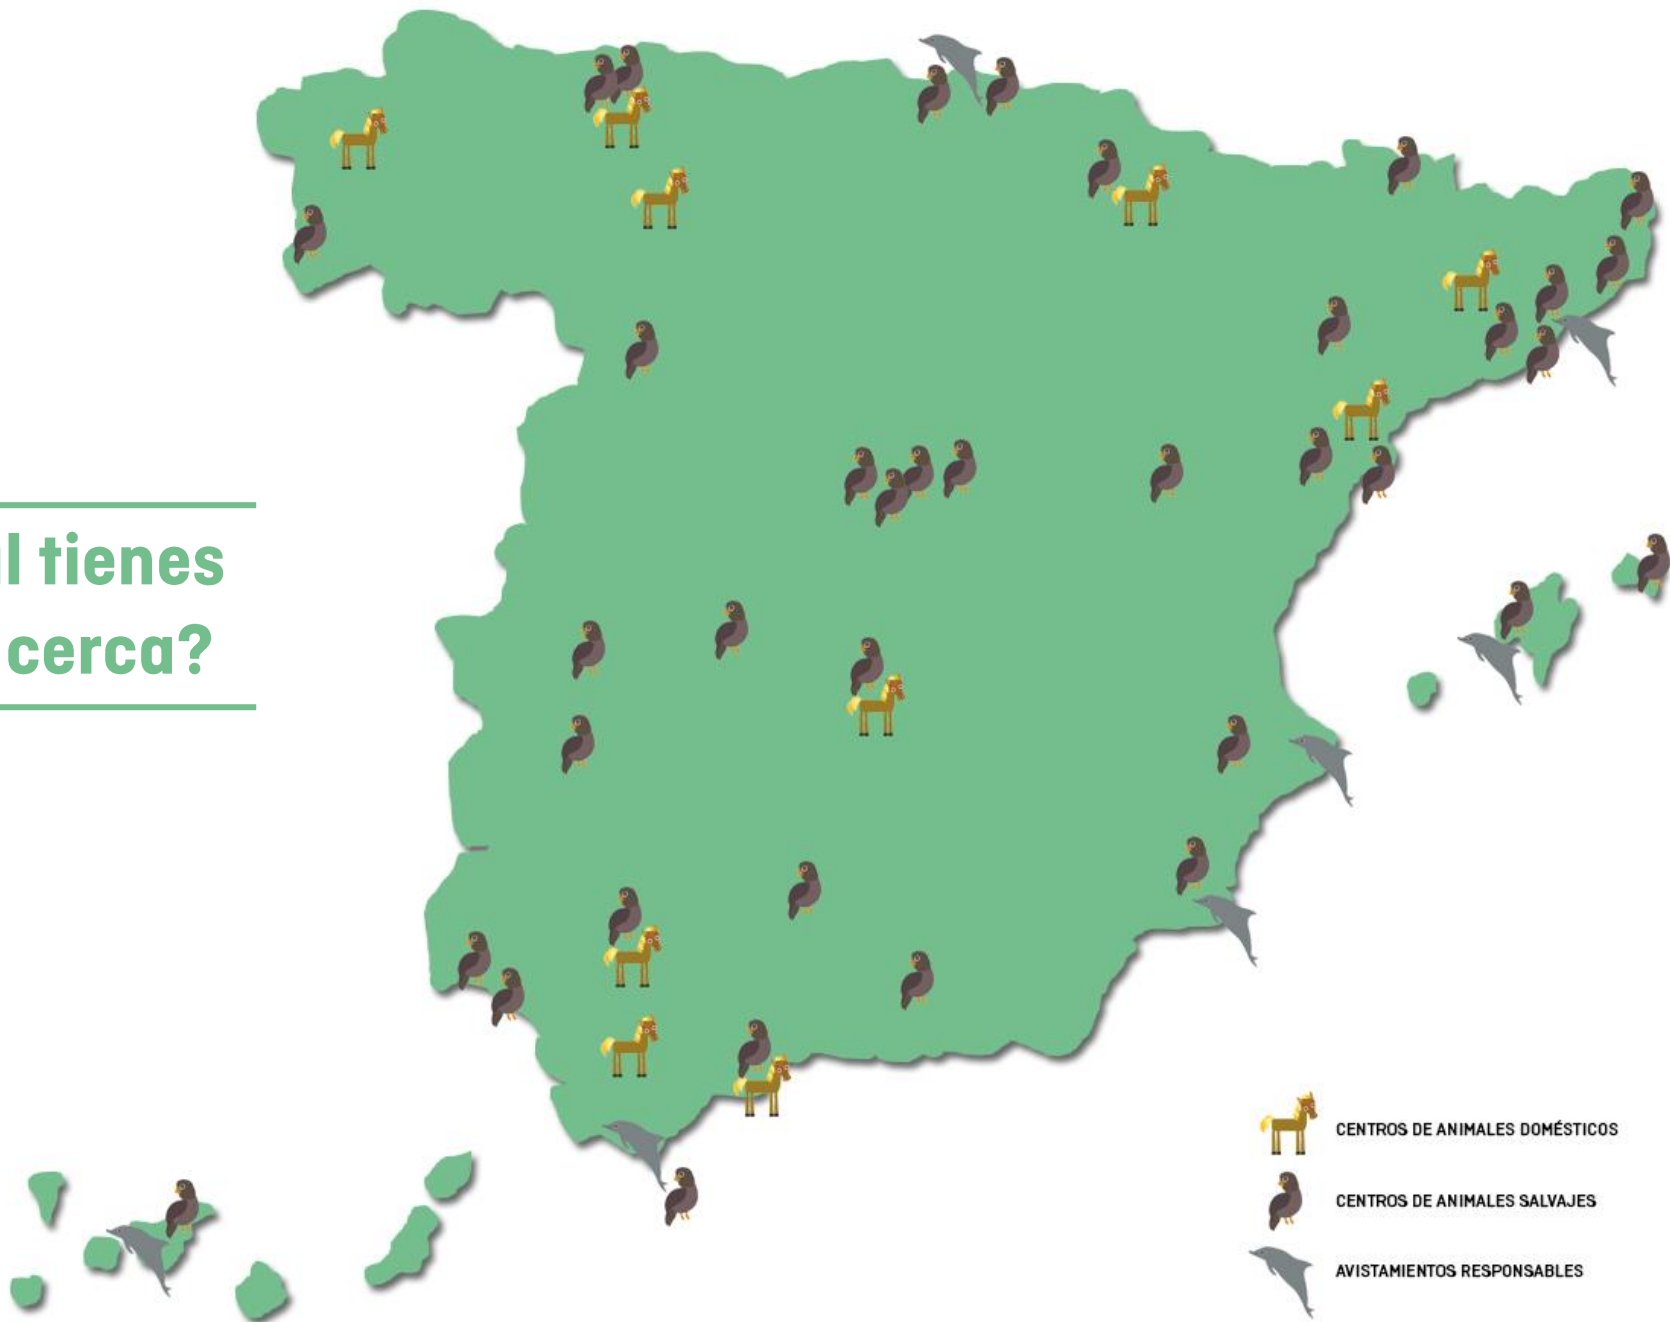 tienes
cerca?
CENTROS DE ANIMALES DOMÉSTICOS
CENTROS DE ANIMALES SALVAJES
AVISTAMIENTOS RESPONSABLES